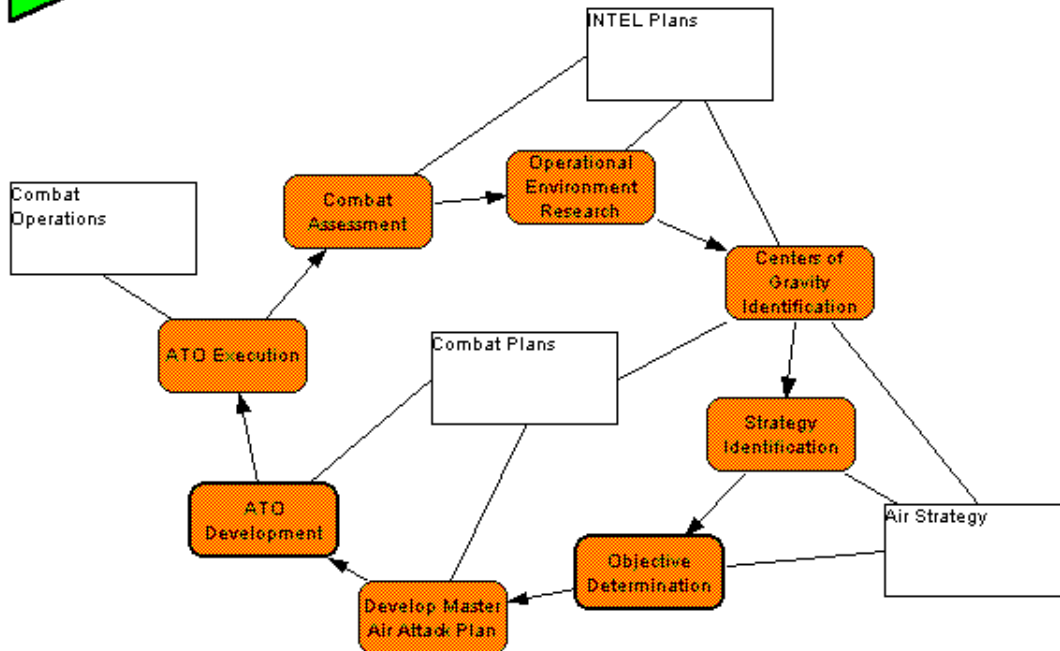 INTEL Plans
Operational
Environment
Research
Combat
Assessment
Combat
Operations
Centers of
Gravity
Identification
ATO Execution
Combat Plans
Strategy
Identification
ATO
Development
Air Strategy
Objective
Determination
Develop Master
Air Attack Plan